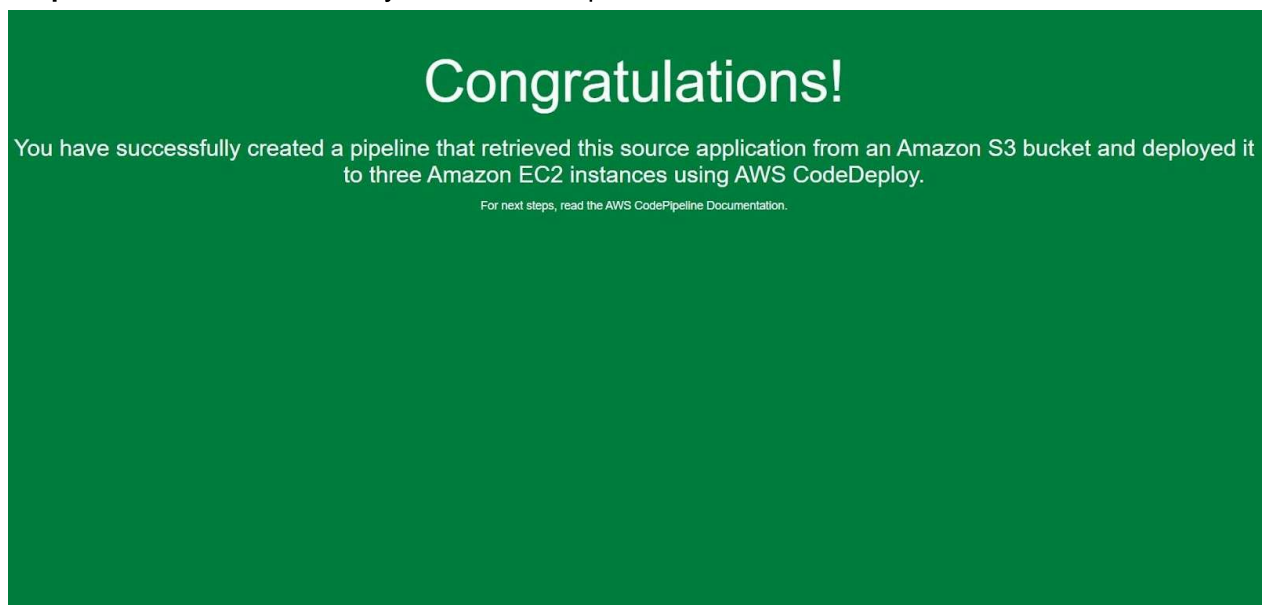 Congratulations!
You have successfully created a pipeline that retrieved this source application from an Amazon S3 bucket and deployed it
to three Amazon EC2 instances using AWS CodeDeploy.
For next steps, read the AWS CodePipeline Documentation.